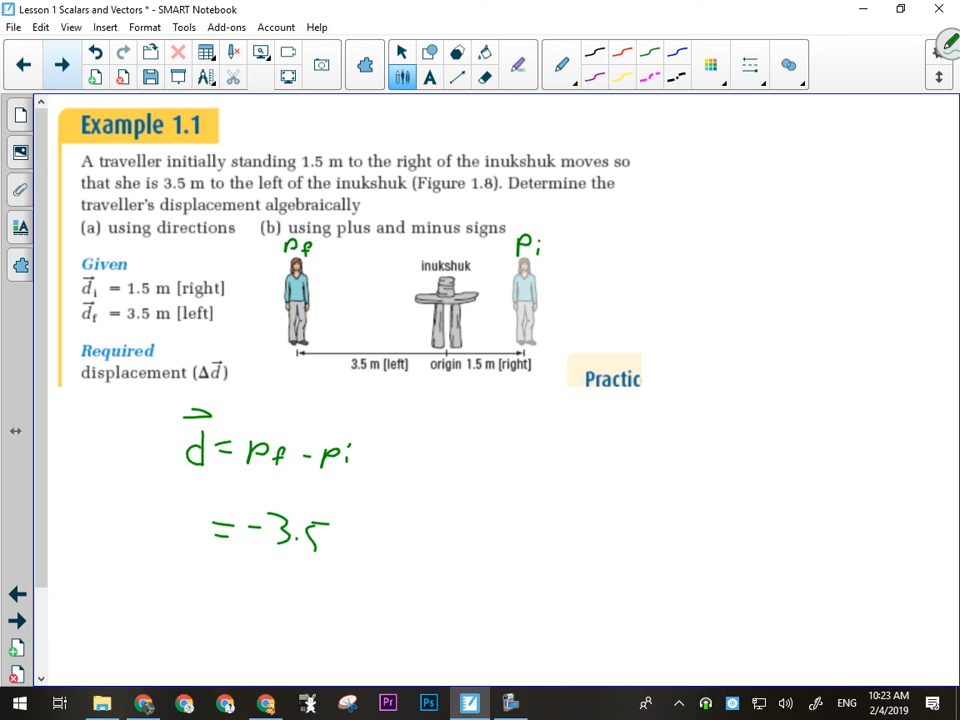 Lesson 1 Scalars and Vectors * - SMART Notebook
File Edit View Insert Format Tools Add-ons Account Help
Example 1.1
A traveller initially standing 1.5 m to the right of the inukshuk moves so
that she is 3.5 m to the left of the inukshuk (Figure 1.8). Determine the
traveller's displacement algebraically
(a) using directions (b) using plus and minus signs
Pf
Pi
Given
inukshuk
d⃗i = 1.5 m [right]
d⃗f = 3.5 m [left]
Required
displacement (Δd⃗)
3.5 m [left] origin 1.5 m [right]
Practic
d⃗ = Pf - Pi
= -3.5
ENG
10:23 AM
2/4/2019
Pr
Ps